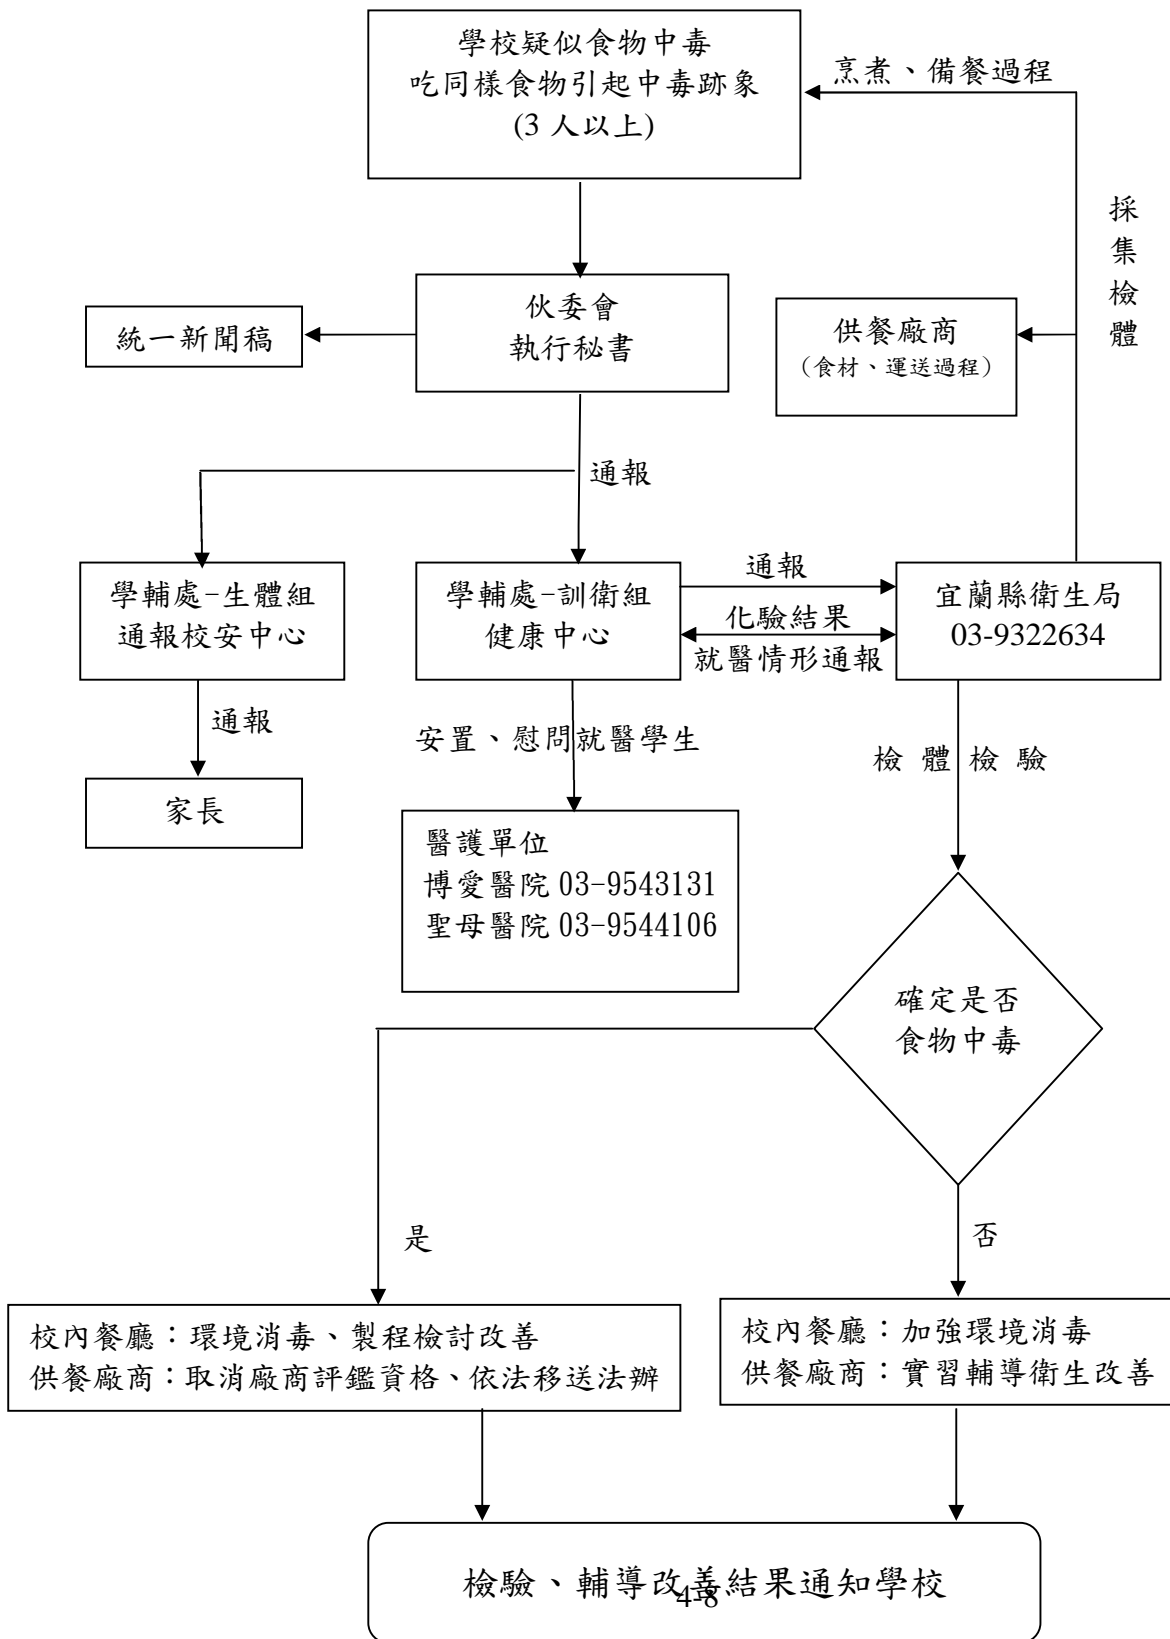 學校疑似食物中毒
吃同樣食物引起中毒跡象
(3 人以上)
烹煮、備餐過程
採集檢體
伙委會
執行秘書
統一新聞稿
供餐廠商
（食材、運送過程）
通報
學輔處-生體組
通報校安中心
學輔處-訓衛組
健康中心
通報
化驗結果
就醫情形通報
宜蘭縣衛生局
03-9322634
通報
安置、慰問就醫學生
檢體檢驗
家長
醫護單位
博愛醫院 03-9543131
聖母醫院 03-9544106
確定是否
食物中毒
是
否
校內餐廳：環境消毒、製程檢討改善
供餐廠商：取消廠商評鑑資格、依法移送法辦
校內餐廳：加強環境消毒
供餐廠商：實習輔導衛生改善
檢驗、輔導改善結果通知學校
4-8